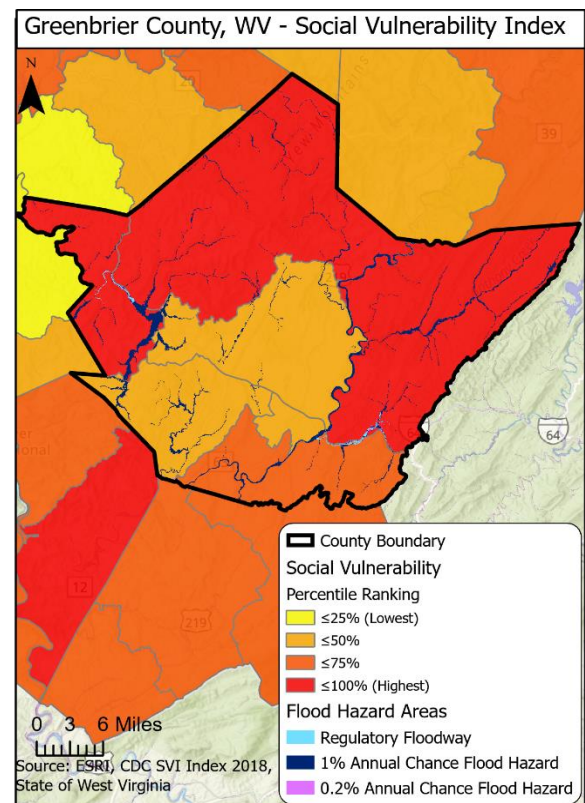 Greenbrier County, WV - Social Vulnerability Index
N
39
219
64
12
219
County Boundary
Social Vulnerability
Percentile Ranking
≤25% (Lowest)
≤50%
≤75%
≤100% (Highest)
Flood Hazard Areas
Regulatory Floodway
1% Annual Chance Flood Hazard
0.2% Annual Chance Flood Hazard
0 3 6 Miles
Source: ESRI, CDC SVI Index 2018,
State of West Virginia